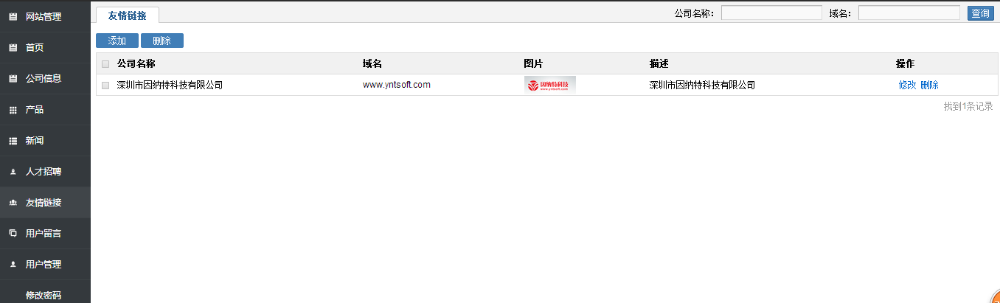 网站管理
首页
公司信息
产品
新闻
人才招聘
友情链接
用户留言
用户管理
修改密码
友情链接 公司名称： 域名： 查询
添加 删除
公司名称 域名 图片 描述 操作
深圳市因纳特科技有限公司 www.yntsoft.com 因纳特科技 深圳市因纳特科技有限公司 修改 删除
www.yntsoft.com
找到1条记录